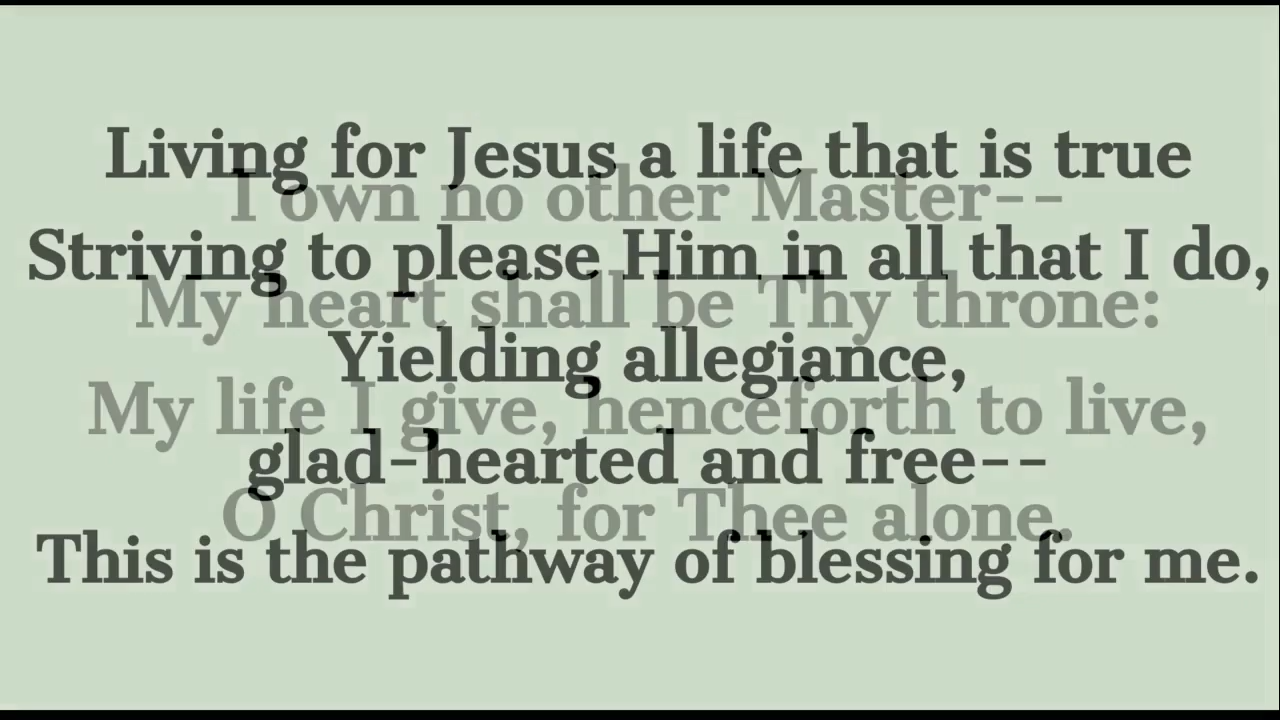 Living for Jesus a life that is true
I own no other Master--
Striving to please Him in all that I do,
My heart shall be Thy throne:
Yielding allegiance,
My life I give, henceforth to live,
glad-hearted and free--
O Christ, for Thee alone.
This is the pathway of blessing for me.